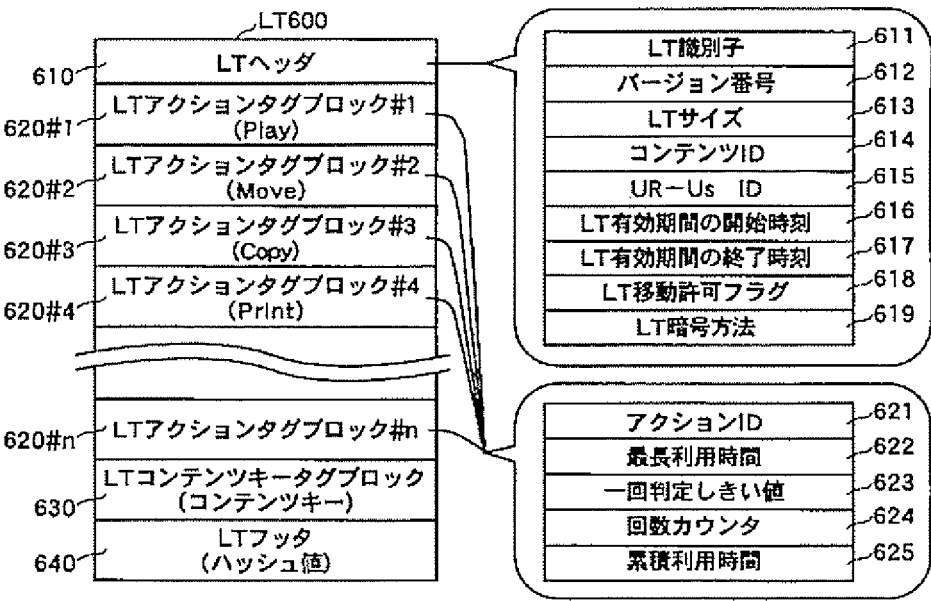 LT600
610
LTヘッダ
620#1
LTアクションタグブロック#1
(Play)
620#2
LTアクションタグブロック#2
(Move)
620#3
LTアクションタグブロック#3
(Copy)
620#4
LTアクションタグブロック#4
(Print)
620#n
LTアクションタグブロック#n
630
LTコンテンツキータグブロック
(コンテンツキー)
640
LTフッタ
(ハッシュ値)
LT識別子
611
バージョン番号
612
LTサイズ
613
コンテンツID
614
UR-Us ID
615
LT有効期間の開始時刻
616
LT有効期間の終了時刻
617
LT移動許可フラグ
618
LT暗号方法
619
アクションID
621
最長利用時間
622
一回判定しきい値
623
回数カウンタ
624
累積利用時間
625